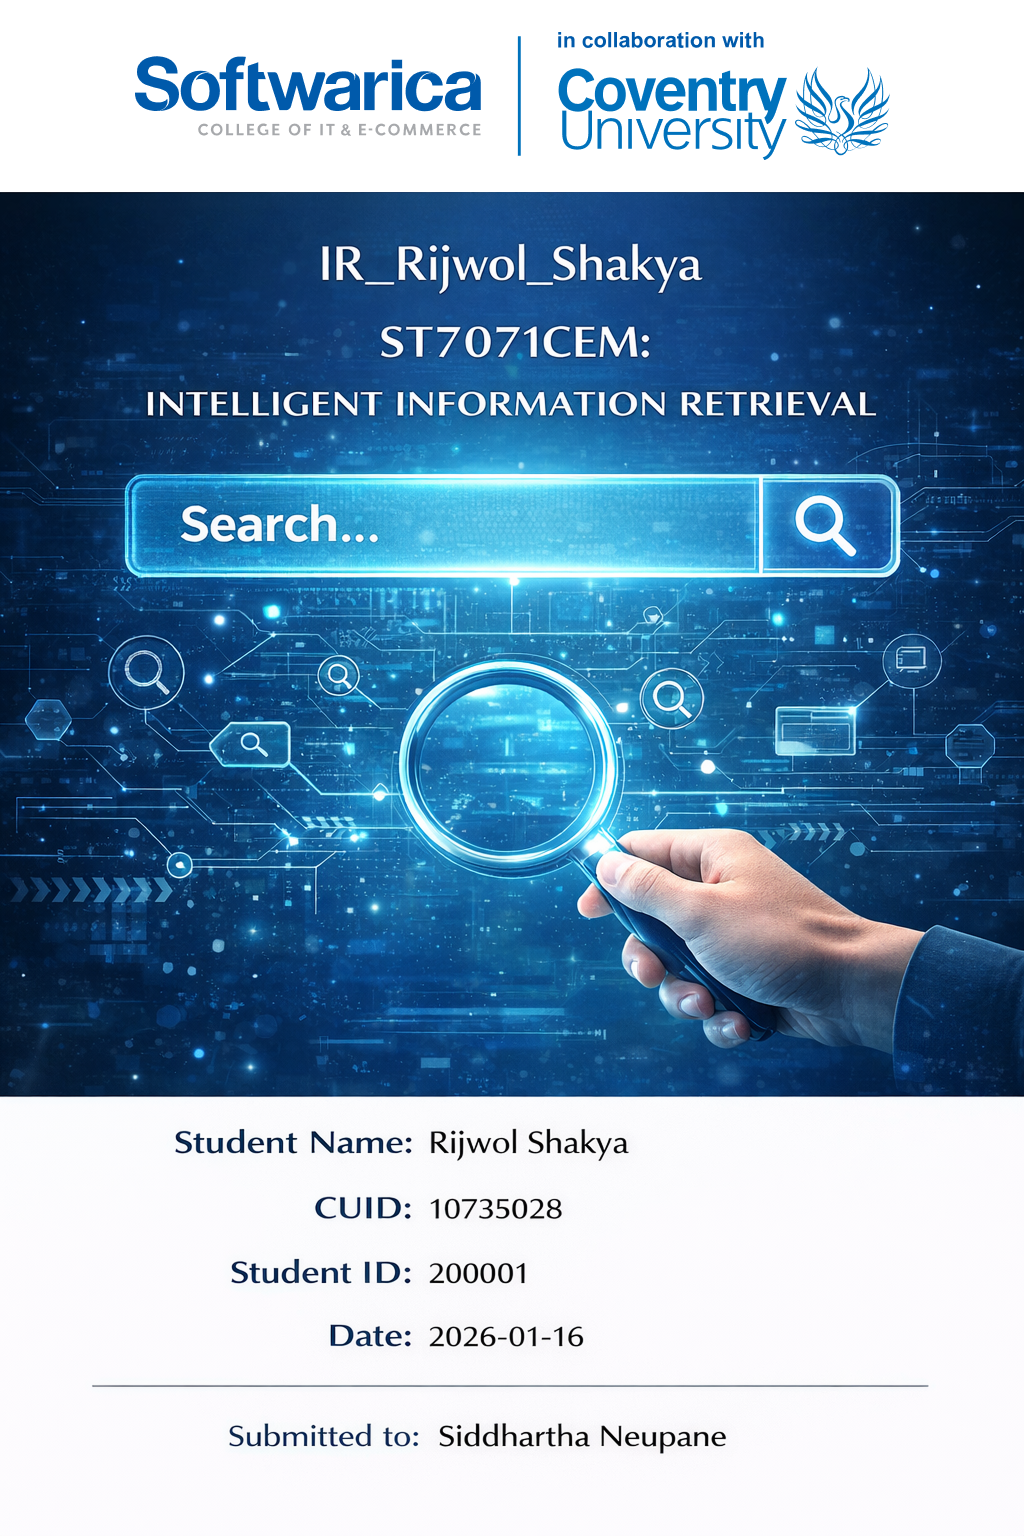 Softwarica
COLLEGE OF IT & E-COMMERCE
in collaboration with
Coventry
University
IR_Rijwol_Shakya
ST7071CEM:
INTELLIGENT INFORMATION RETRIEVAL
Search...
Student Name: Rijwol Shakya
CUID: 10735028
Student ID: 200001
Date: 2026-01-16
Submitted to: Siddhartha Neupane